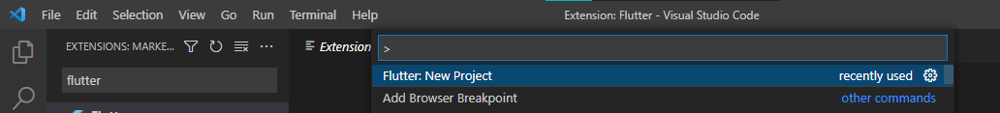 File Edit Selection View Go Run Terminal Help Extension: Flutter - Visual Studio Code
EXTENSIONS: MARKE...
Extension
flutter
>
Flutter: New Project recently used
Add Browser Breakpoint other commands